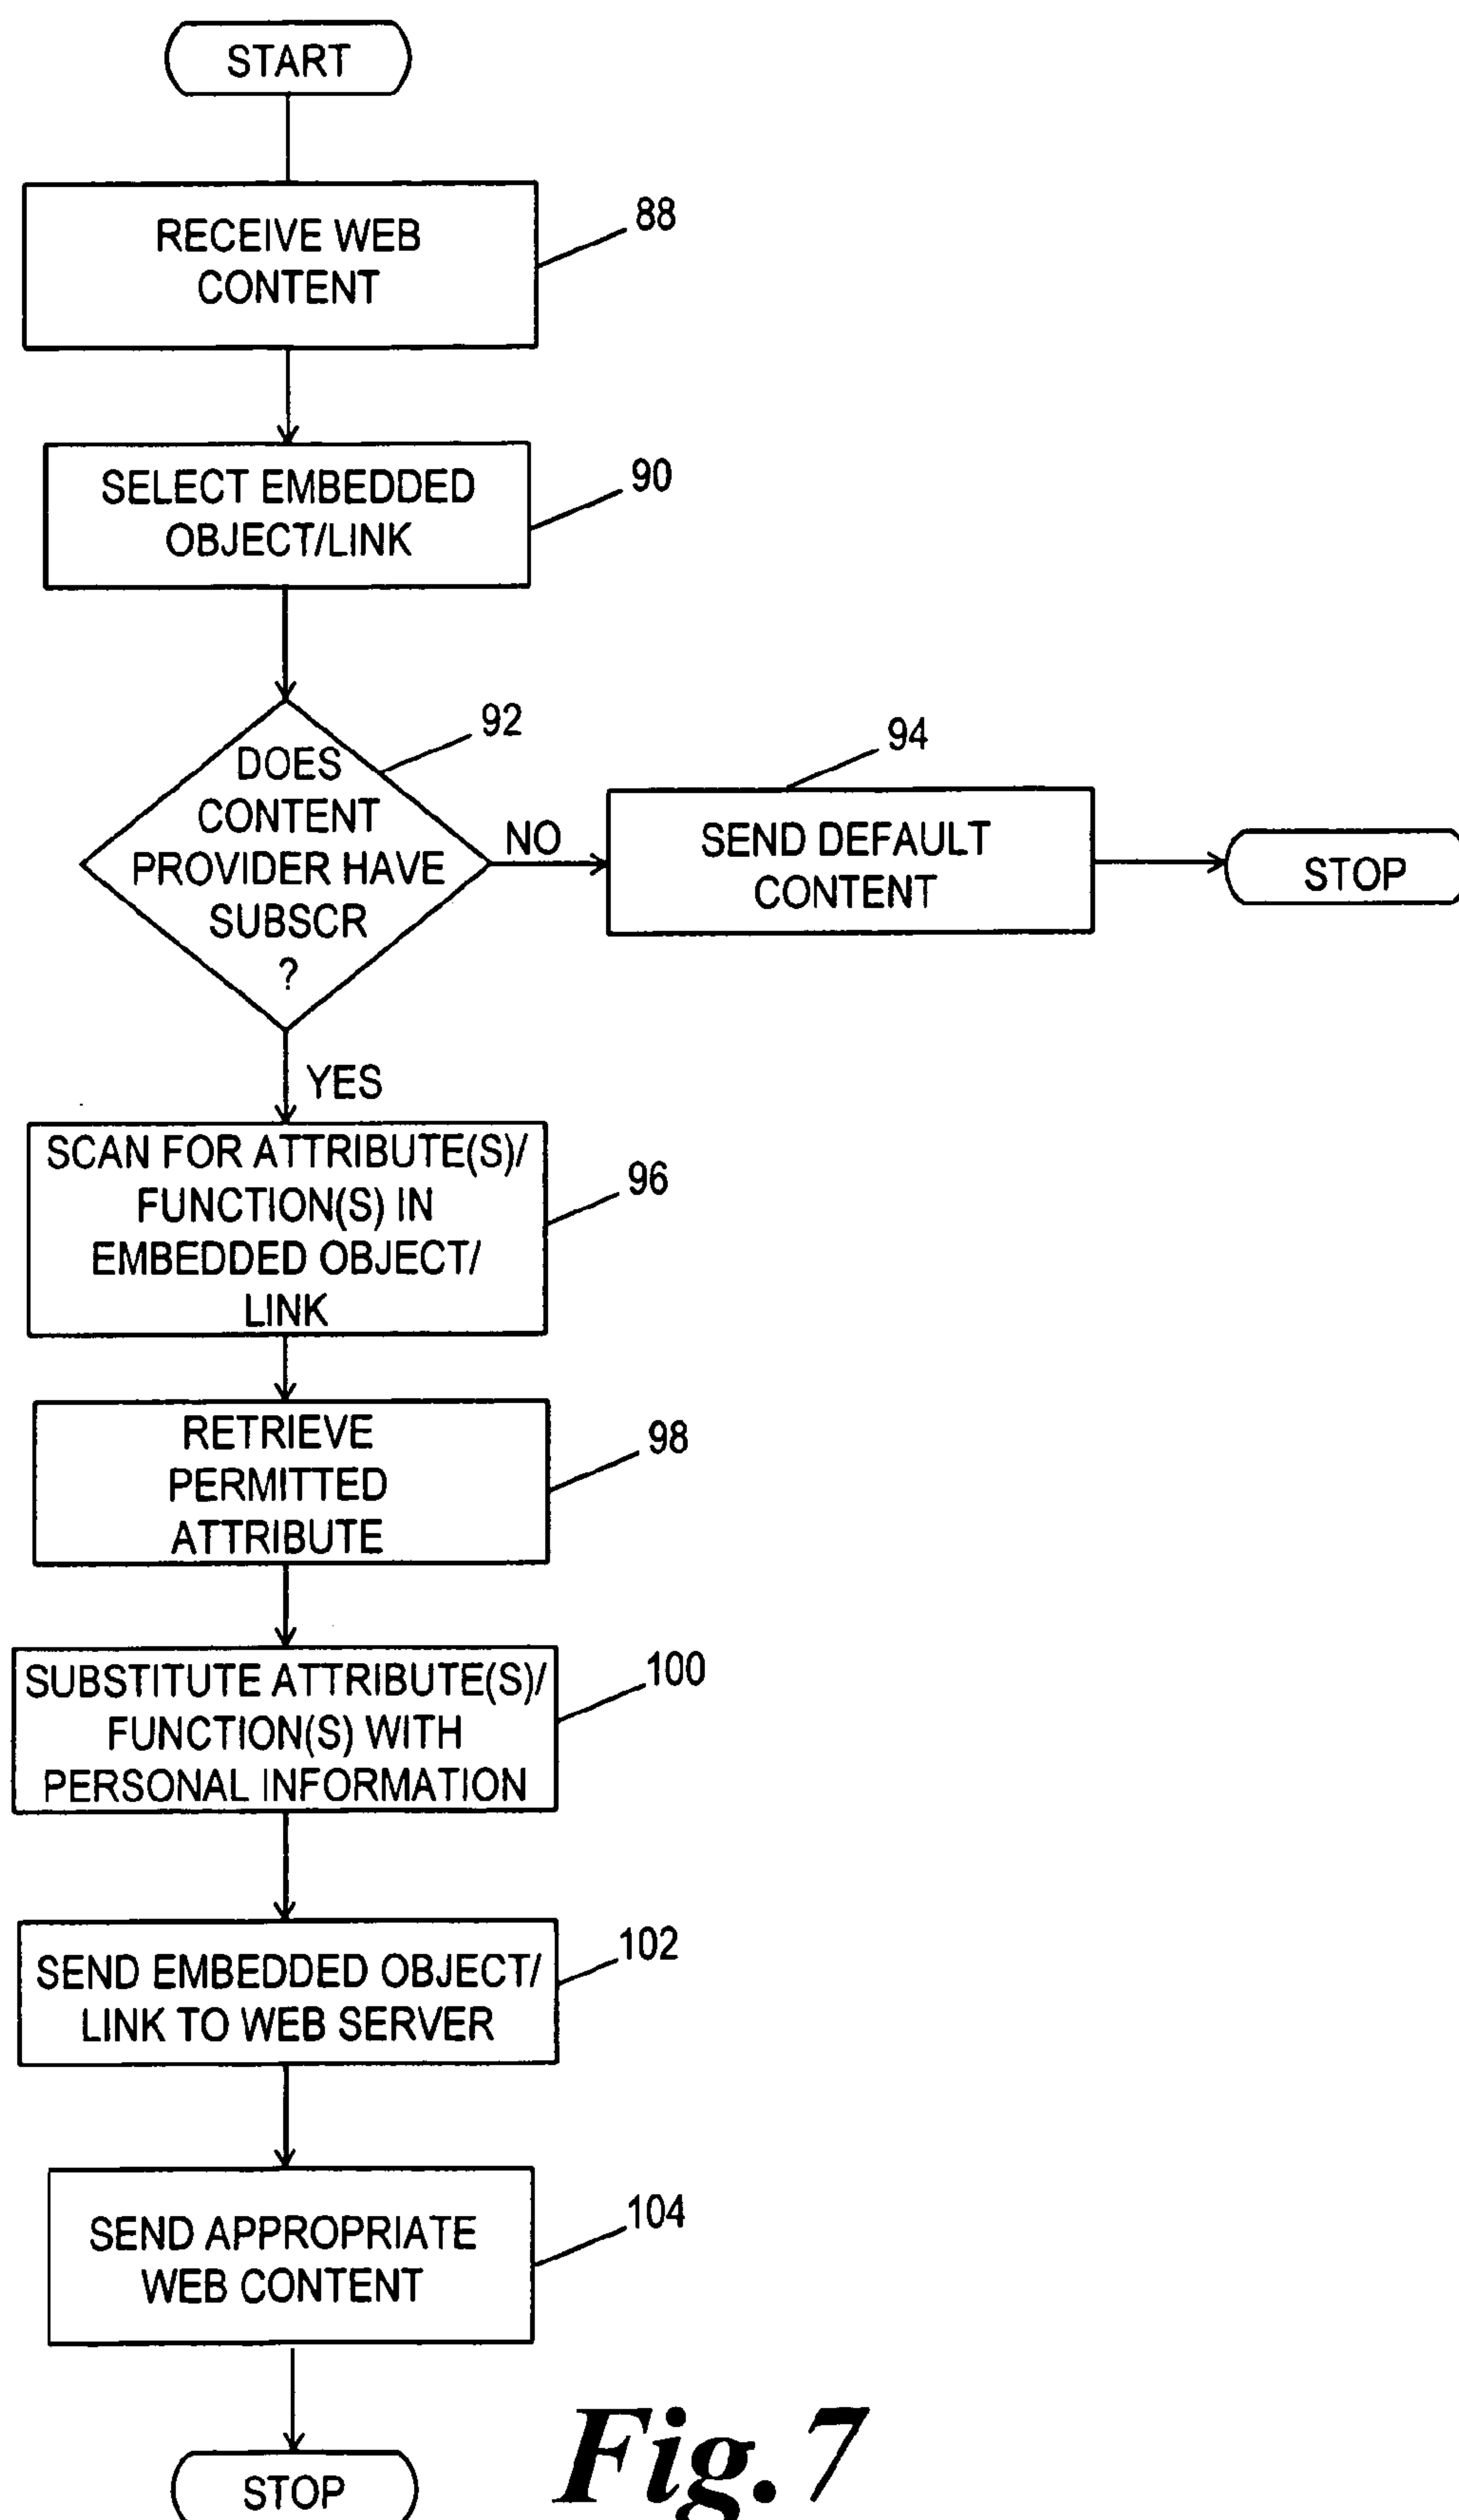 START
RECEIVE WEB
CONTENT
88
SELECT EMBEDDED
OBJECT/LINK
90
DOES
CONTENT
PROVIDER HAVE
SUBSCR
?
92
NO
SEND DEFAULT
CONTENT
94
STOP
YES
SCAN FOR ATTRIBUTE(S)/
FUNCTION(S) IN
EMBEDDED OBJECT/
LINK
96
RETRIEVE
PERMITTED
ATTRIBUTE
98
SUBSTITUTE ATTRIBUTE(S)/
FUNCTION(S) WITH
PERSONAL INFORMATION
100
SEND EMBEDDED OBJECT/
LINK TO WEB SERVER
102
SEND APPROPRIATE
WEB CONTENT
104
STOP
Fig. 7